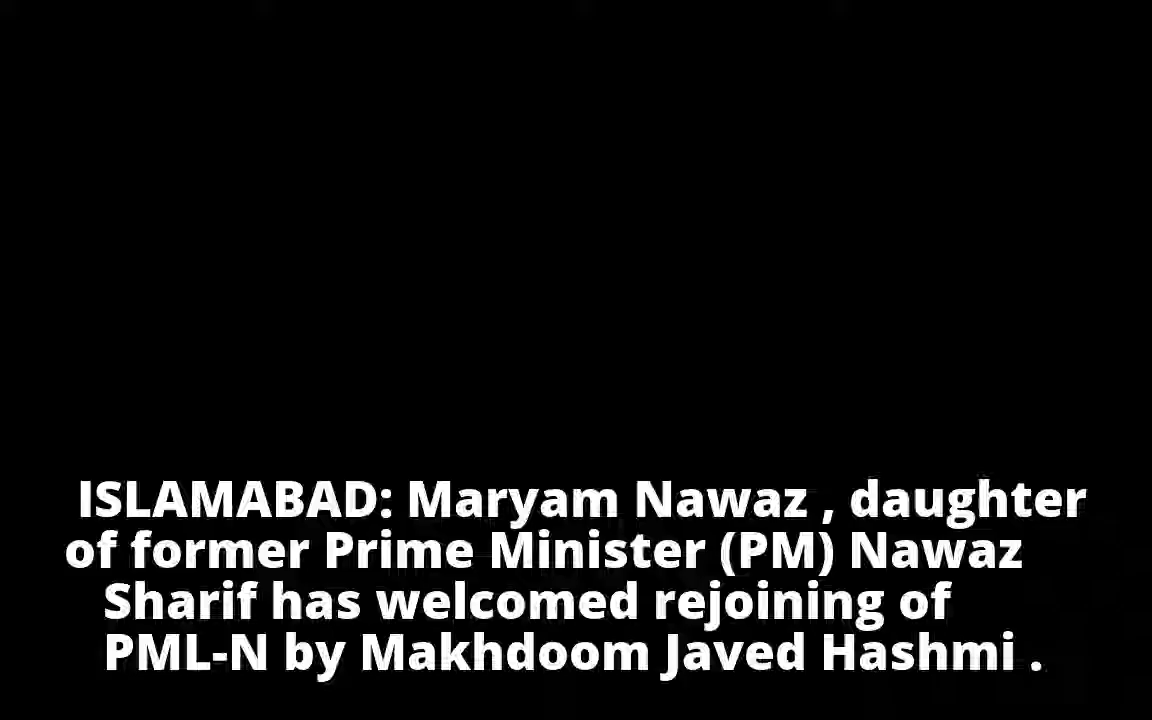 ISLAMABAD: Maryam Nawaz , daughter
of former Prime Minister (PM) Nawaz
Sharif has welcomed rejoining of
PML-N by Makhdoom Javed Hashmi .